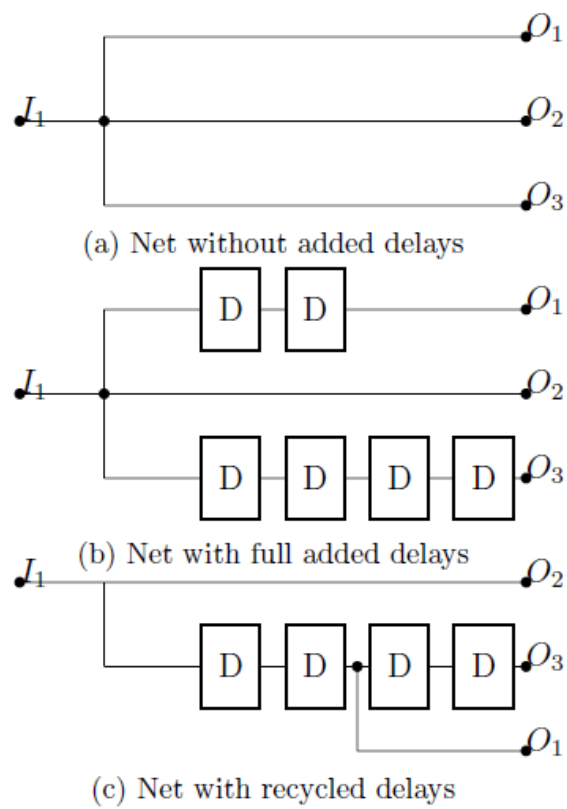 O₁
I₁ O₂
O₃
(a) Net without added delays
D D O₁
I₁ O₂
D D D D O₃
(b) Net with full added delays
I₁ O₂
D D D D O₃
O₁
(c) Net with recycled delays